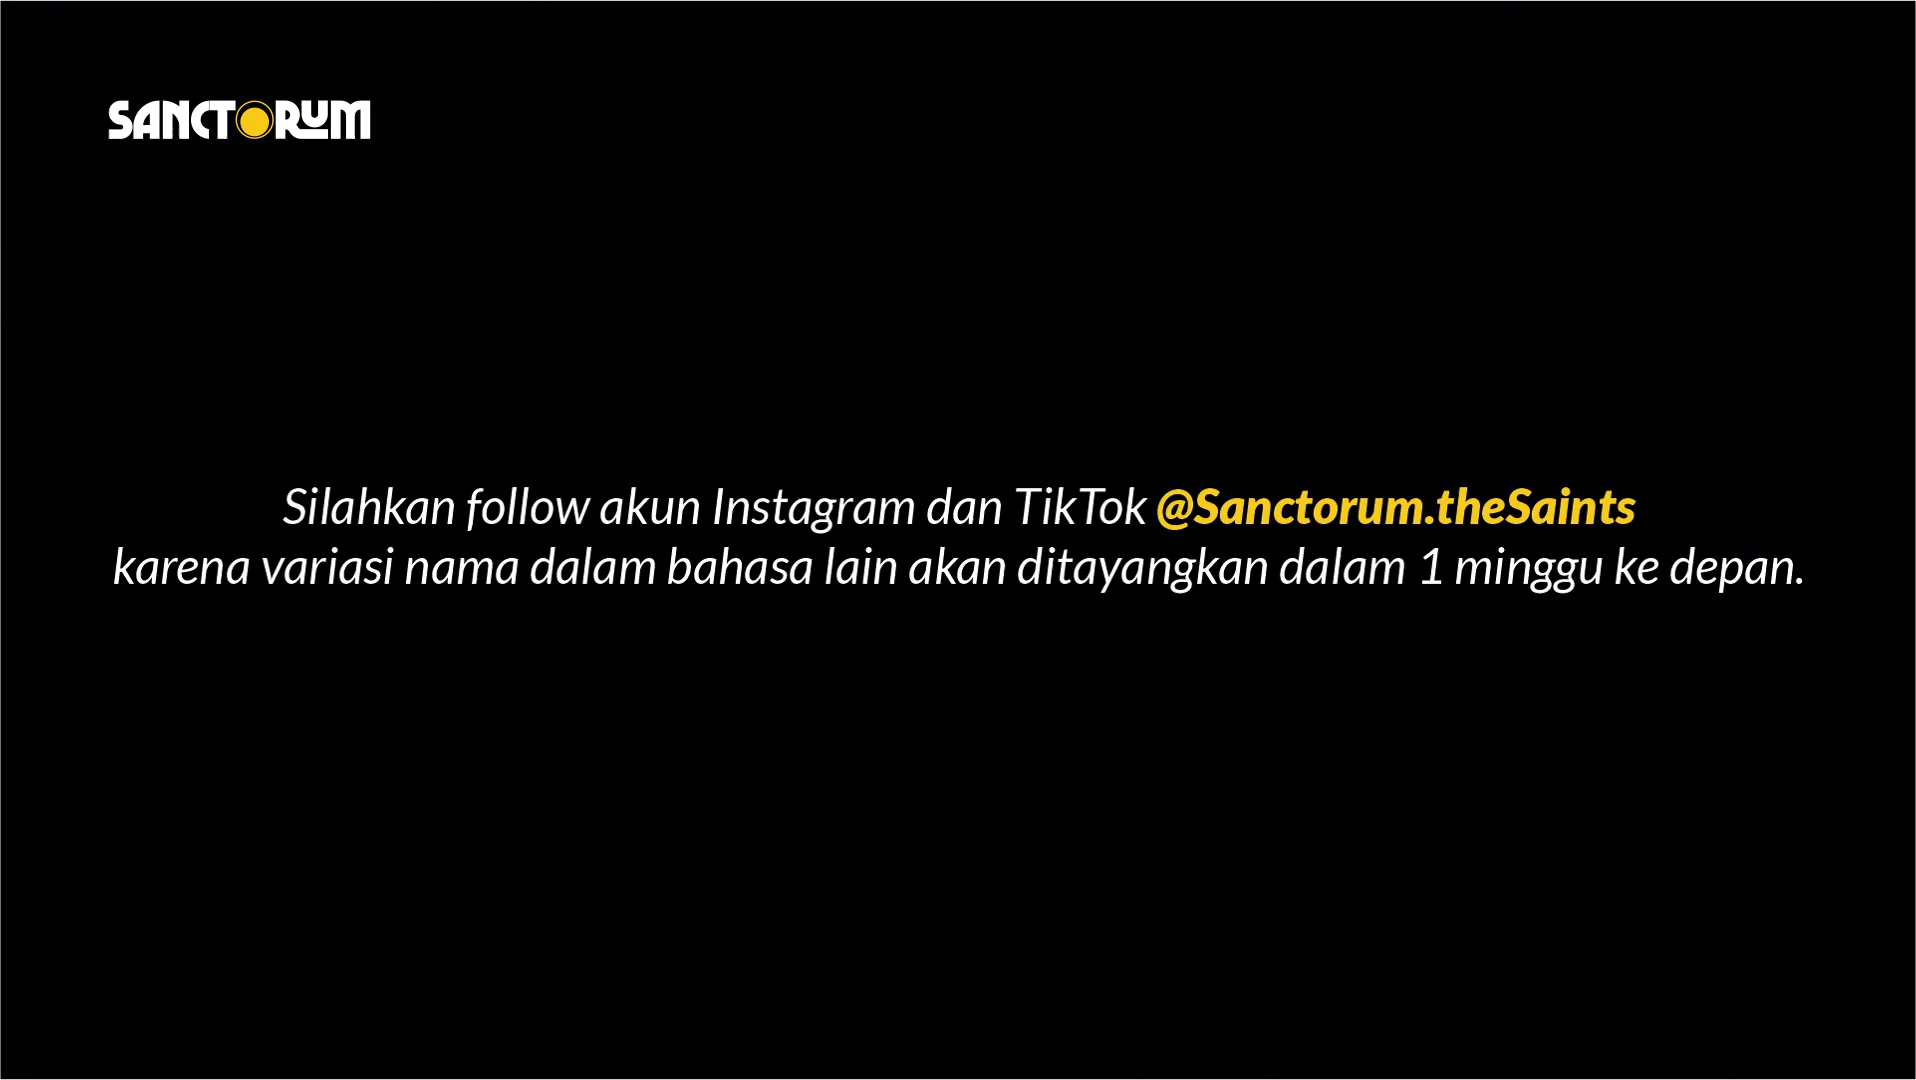 SANCTORUM
Silahkan follow akun Instagram dan TikTok @Sanctorum.theSaints
karena variasi nama dalam bahasa lain akan ditayangkan dalam 1 minggu ke depan.